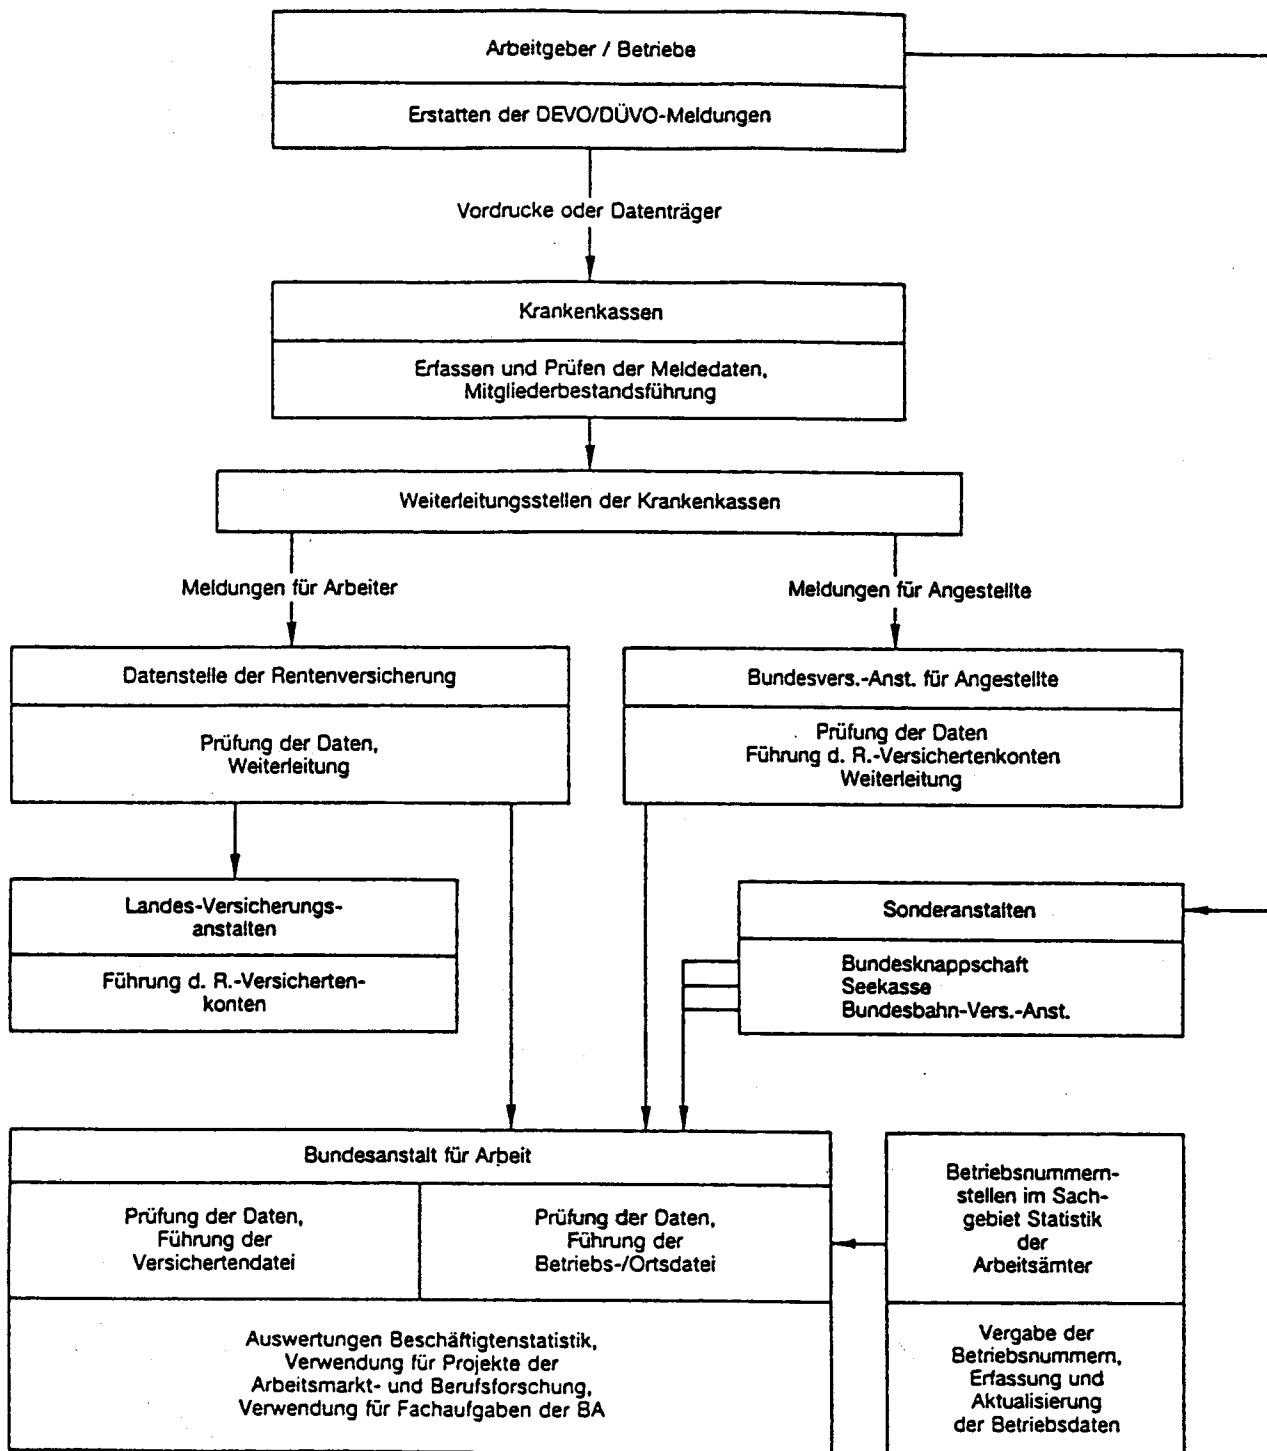 Arbeitgeber / Betriebe
Erstatten der DEVO/DÜVO-Meldungen
Vordrucke oder Datenträger
Krankenkassen
Erfassen und Prüfen der Meldedaten,
Mitgliederbestandsführung
Weiterleitungsstellen der Krankenkassen
Meldungen für Arbeiter
Meldungen für Angestellte
Datenstelle der Rentenversicherung
Prüfung der Daten,
Weiterleitung
Bundesvers.-Anst. für Angestellte
Prüfung der Daten
Führung d. R.-Versichertenkonten
Weiterleitung
Landes-Versicherungs-
anstalten
Führung d. R.-Versicherten-
konten
Sonderanstalten
Bundesknappschaft
Seekasse
Bundesbahn-Vers.-Anst.
Bundesanstalt für Arbeit
Prüfung der Daten,
Führung der
Versichertendatei
Prüfung der Daten,
Führung der
Betriebs-/Ortsdatei
Auswertungen Beschäftigtenstatistik,
Verwendung für Projekte der
Arbeitsmarkt- und Berufsforschung,
Verwendung für Fachaufgaben der BA
Betriebsnummern-
stellen im Sach-
gebiet Statistik
der
Arbeitsämter
Vergabe der
Betriebsnummern,
Erfassung und
Aktualisierung
der Betriebsdaten